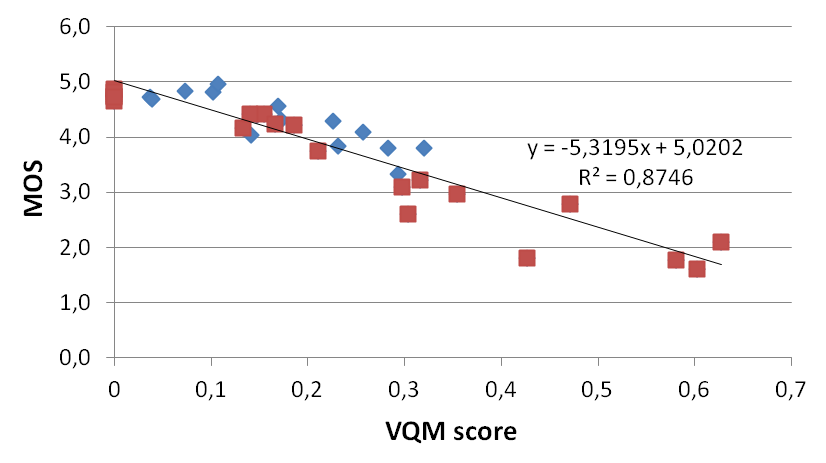 6,0
5,0
4,0
3,0
2,0
1,0
0,0
MOS
y = -5,3195x + 5,0202
R² = 0,8746
0 0,1 0,2 0,3 0,4 0,5 0,6 0,7
VQM score